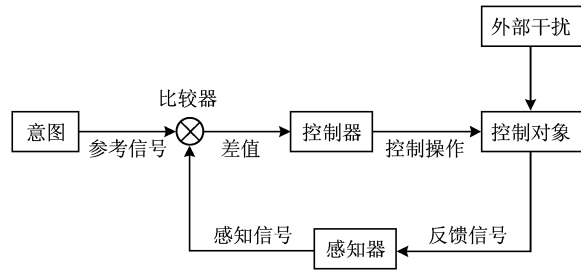 外部干扰
比较器
意图
参考信号
差值
控制器
控制操作
控制对象
感知信号
感知器
反馈信号